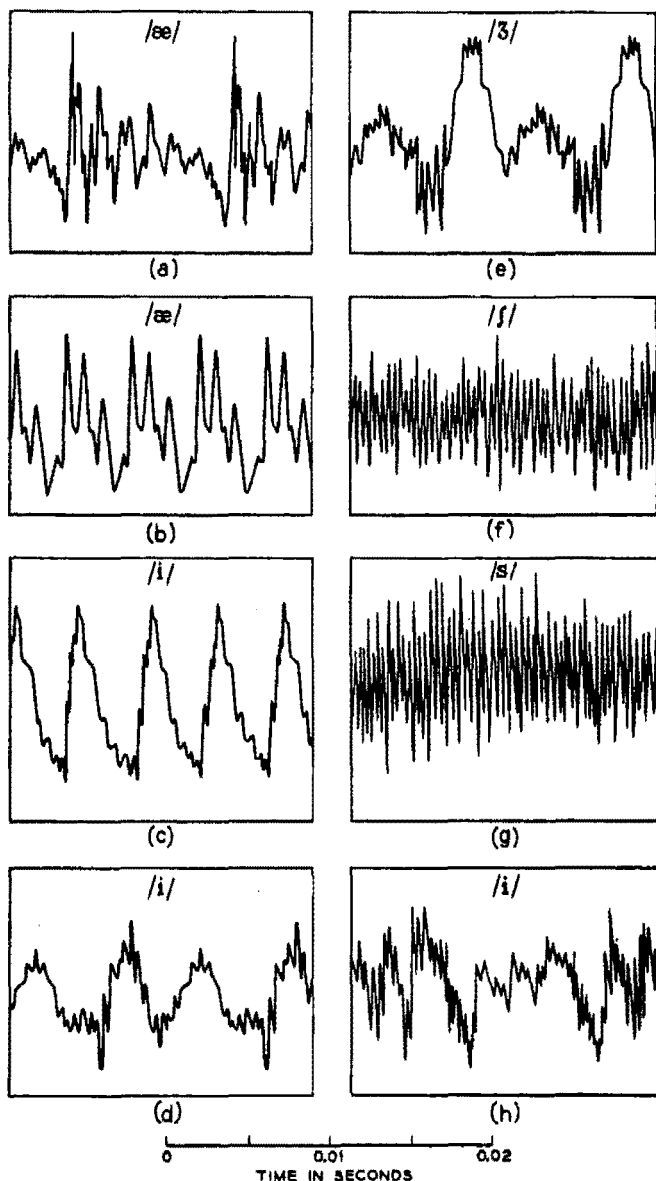 /æ/
/ʒ/
(a)
(e)
/æ/
/ʃ/
(b)
(f)
/i/
/s/
(c)
(g)
/i/
/i/
(d)
(h)
0 0.01 0.02
TIME IN SECONDS